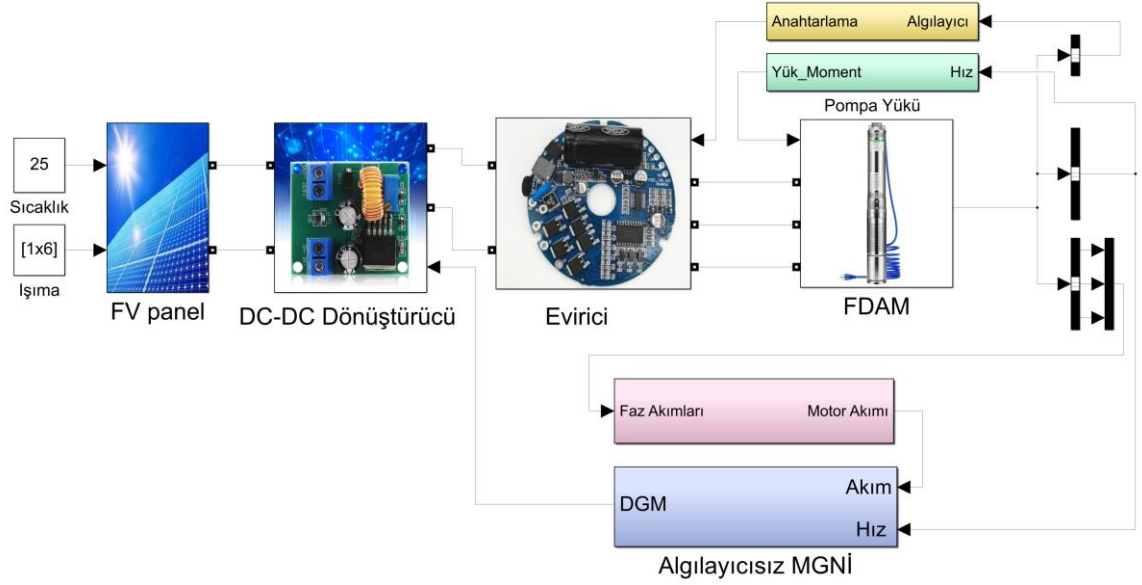 Anahtarlama Algılayıcı
Yük_Moment Hız
Pompa Yükü
25
Sıcaklık
[1x6]
Işıma
FV panel
DC-DC Dönüştürücü
Evirici
FDAM
Faz Akımları Motor Akımı
DGM Akım
Hız
Algılayıcısız MGNİ